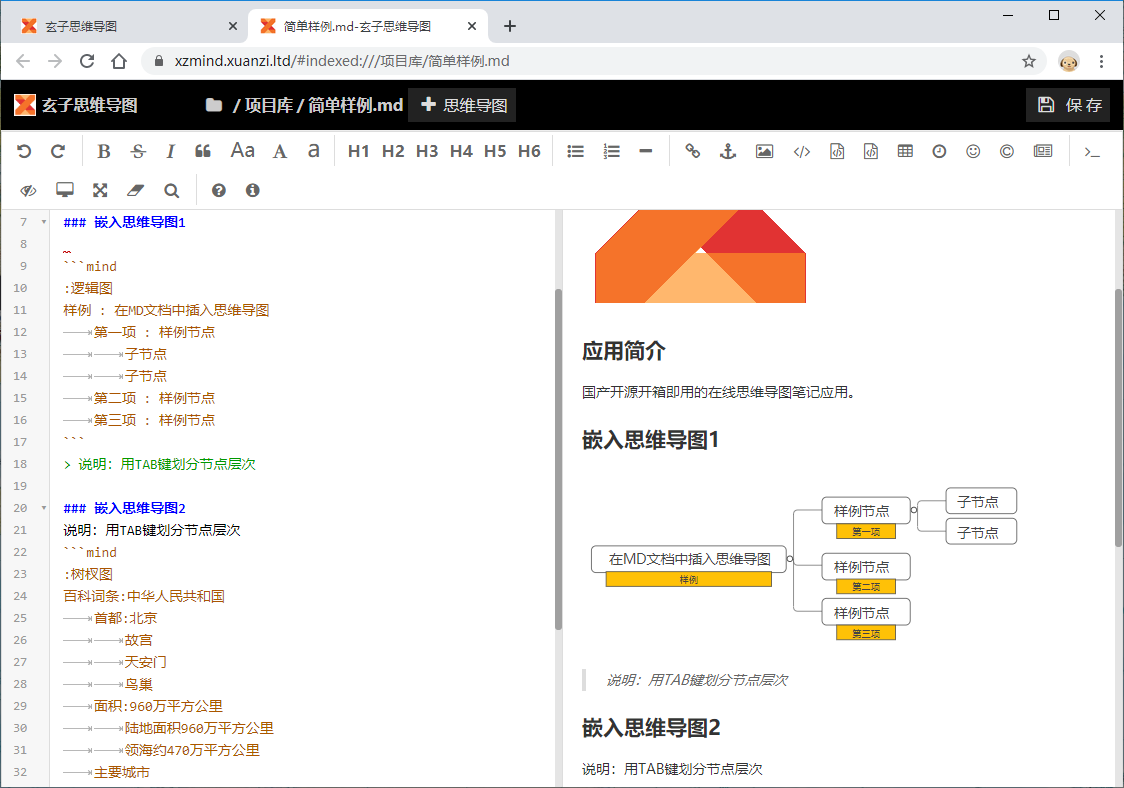 玄子思维导图
简单样例.md-玄子思维导图
xzmind.xuanzi.ltd/#indexed:///项目库/简单样例.md
玄子思维导图
/ 项目库 / 简单样例.md
思维导图
保 存
B S I Aa A a H1 H2 H3 H4 H5 H6
7 ### 嵌入思维导图1
8
9 ```mind
10 :逻辑图
11 样例 : 在MD文档中插入思维导图
12 第一项 : 样例节点
13 子节点
14 子节点
15 第二项 : 样例节点
16 第三项 : 样例节点
17 ```
18 > 说明: 用TAB键划分节点层次
19
20 ### 嵌入思维导图2
21 说明: 用TAB键划分节点层次
22 ```mind
23 :树杈图
24 百科词条:中华人民共和国
25 首都:北京
26 故宫
27 天安门
28 鸟巢
29 面积:960万平方公里
30 陆地面积960万平方公里
31 领海约470万平方公里
32 主要城市
应用简介
国产开源开箱即用的在线思维导图笔记应用。
嵌入思维导图1
在MD文档中插入思维导图
样例
样例节点
第一项
子节点
子节点
样例节点
第二项
样例节点
第三项
说明: 用TAB键划分节点层次
嵌入思维导图2
说明: 用TAB键划分节点层次